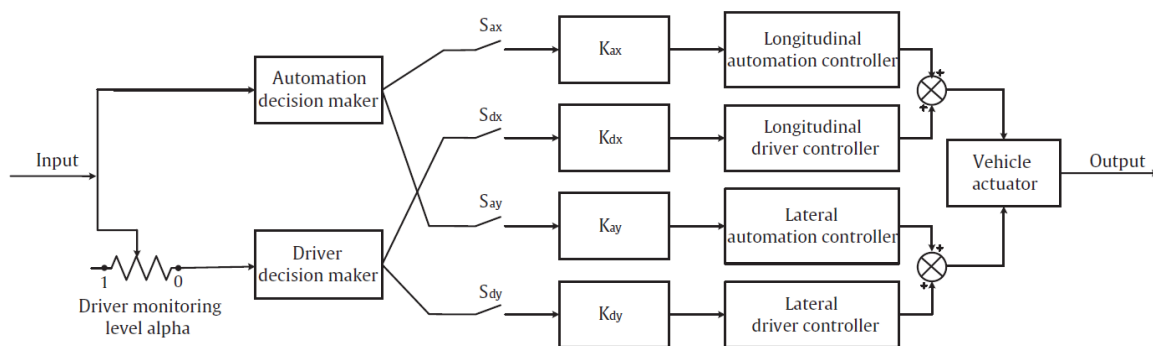 Input
Automation
decision maker
Driver
decision maker
1
0
Driver monitoring
level alpha
Sax
Sdx
Say
Sdy
Kax
Kdx
Kay
Kdy
Longitudinal
automation controller
Longitudinal
driver controller
Lateral
automation controller
Lateral
driver controller
+
+
+
+
Vehicle
actuator
Output